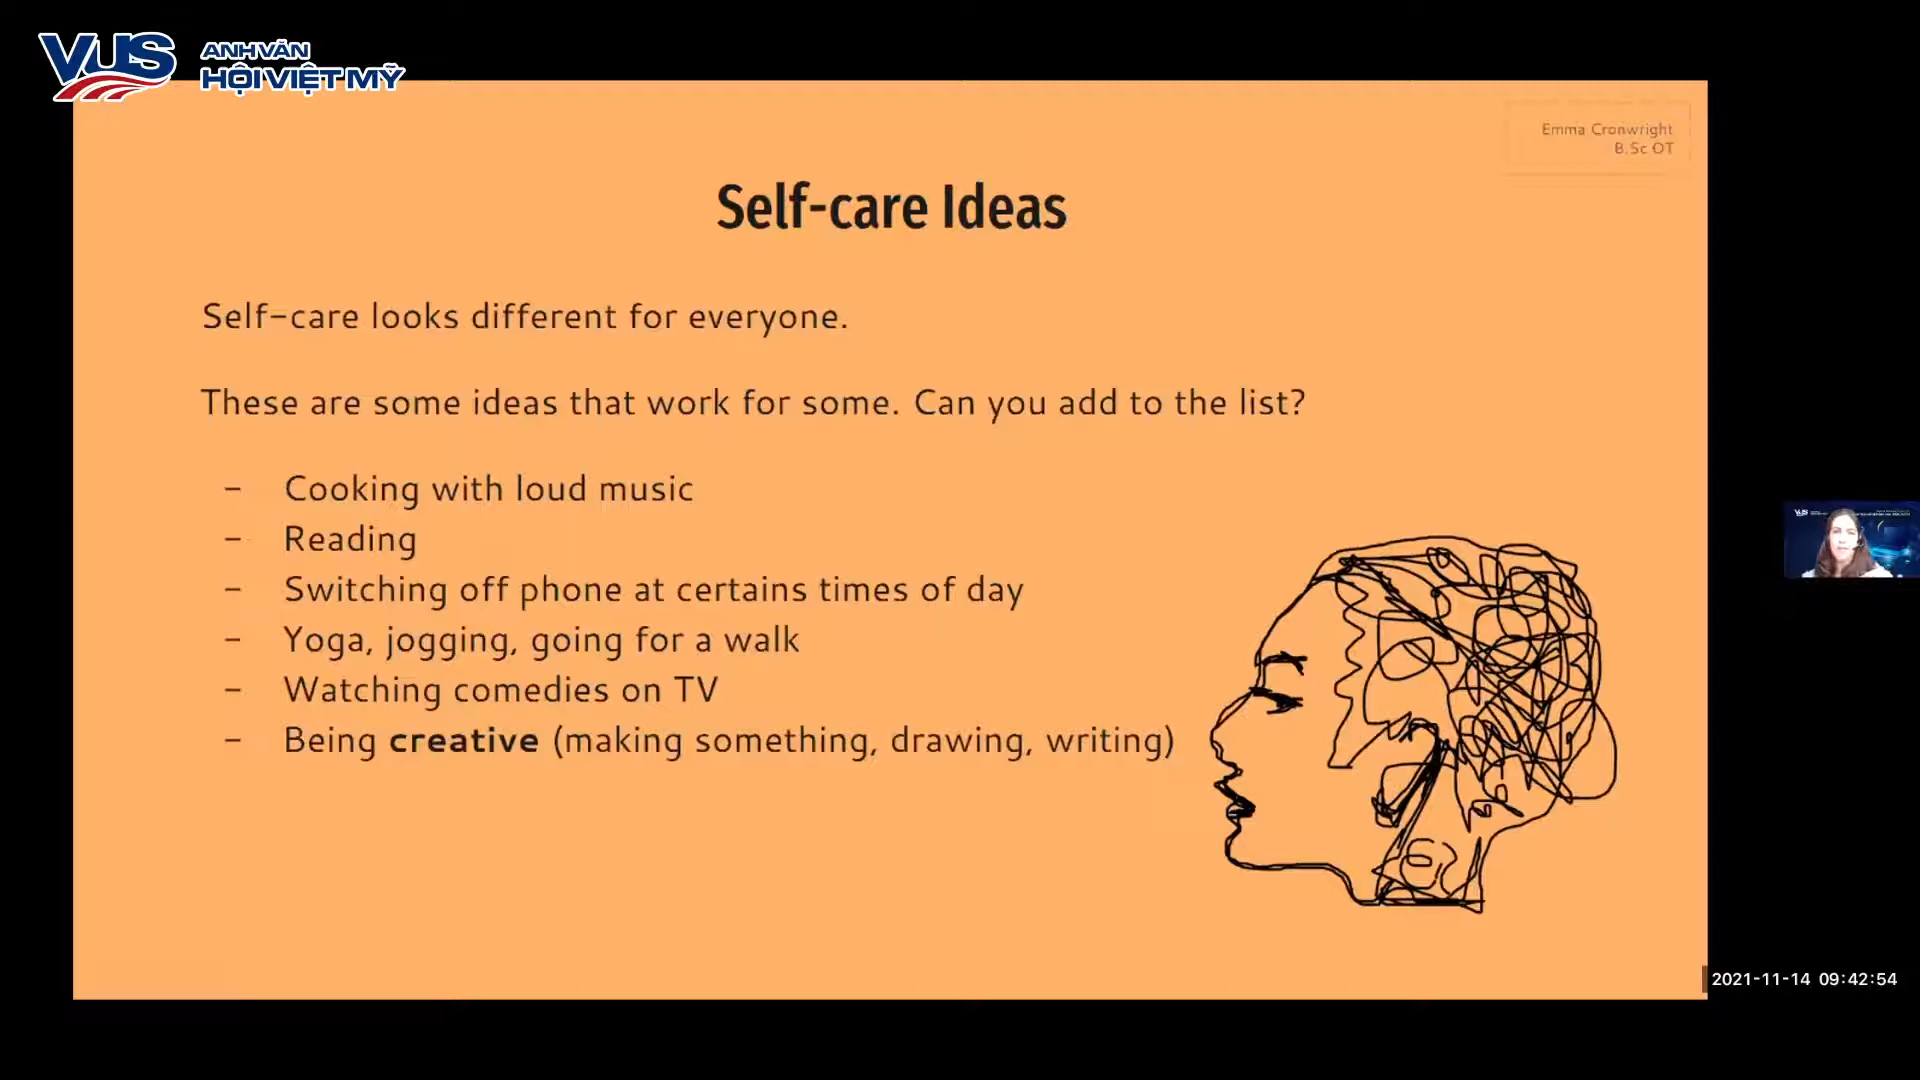 VUS
ANH VĂN
HỘI VIỆT MỸ
Emma Cronwright
B.Sc OT
Self-care Ideas
Self-care looks different for everyone.
These are some ideas that work for some. Can you add to the list?
- Cooking with loud music
- Reading
- Switching off phone at certains times of day
- Yoga, jogging, going for a walk
- Watching comedies on TV
- Being creative (making something, drawing, writing)
VUS
2021-11-14 09:42:54